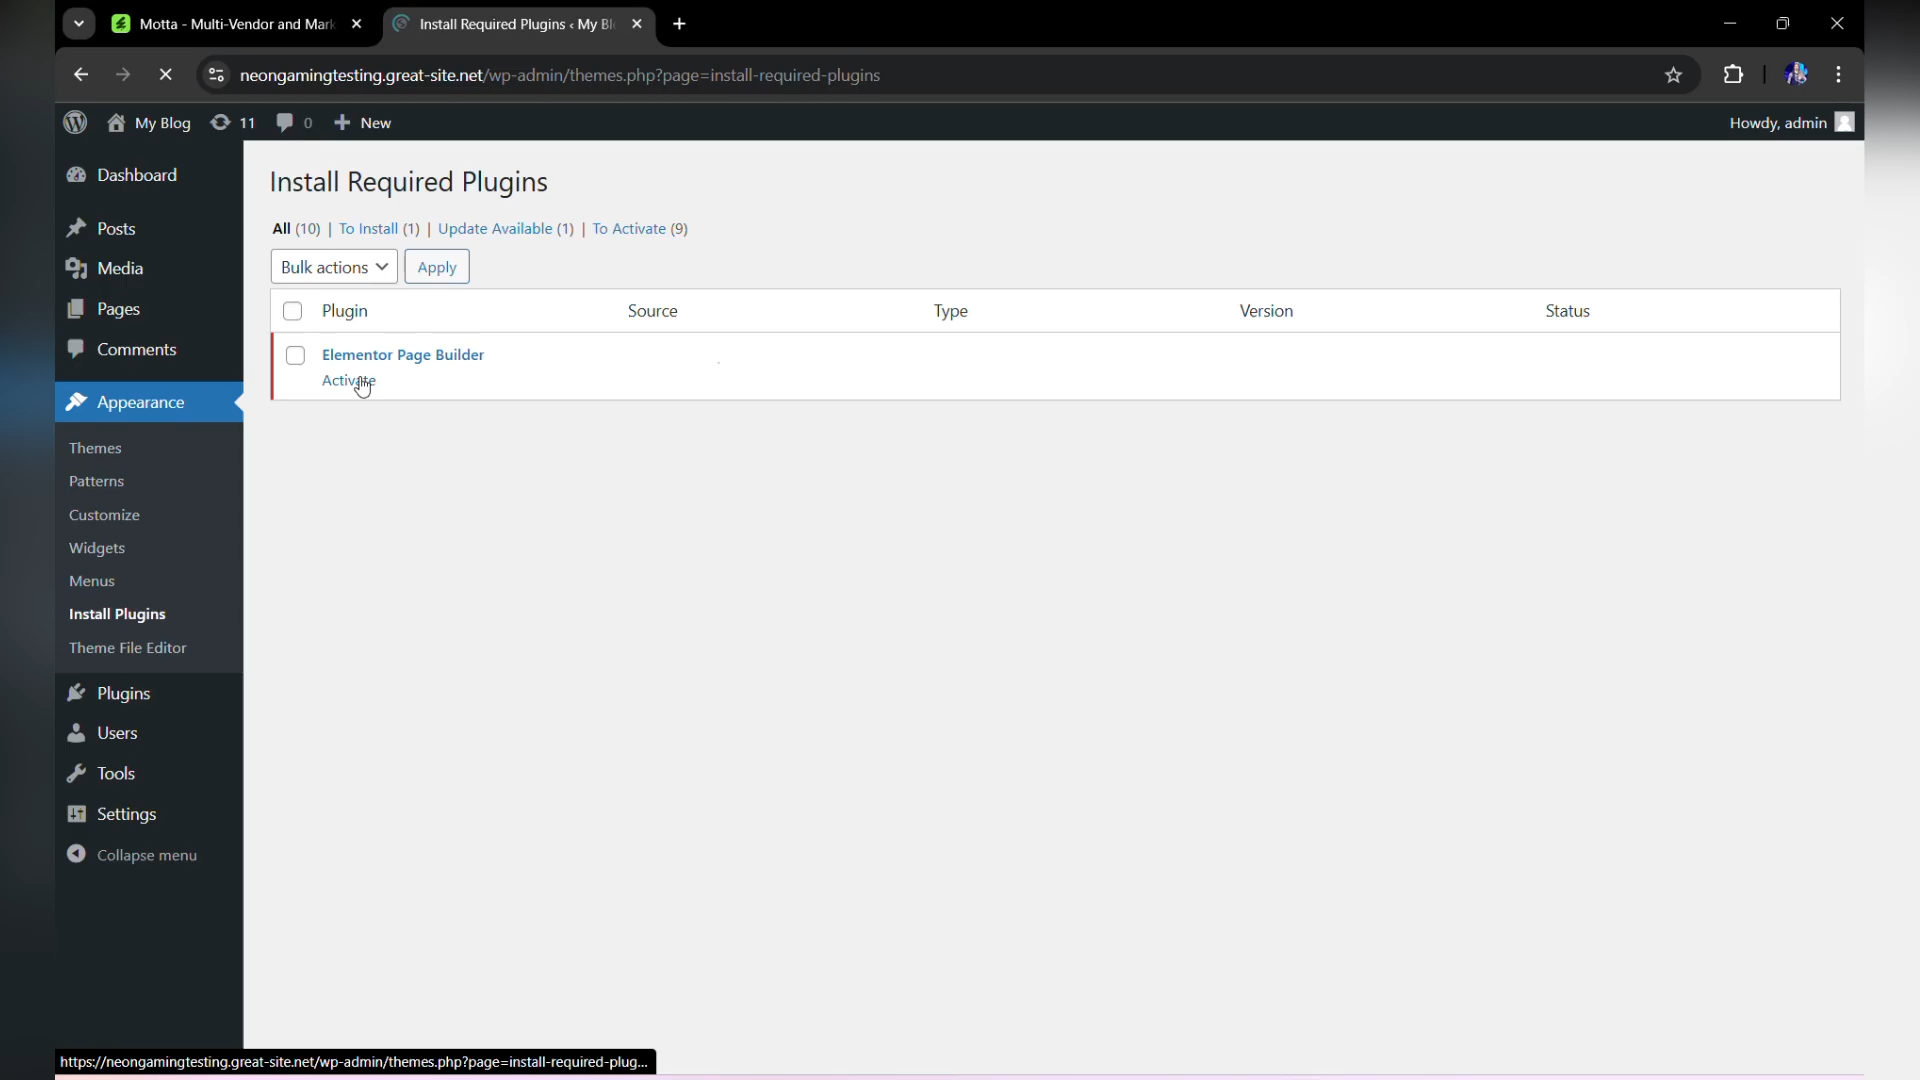 Motta - Multi-Vendor and Mark
Install Required Plugins ‹ My Bl
neongamingtesting.great-site.net/wp-admin/themes.php?page=install-required-plugins
My Blog 11 0 New
Howdy, admin
Dashboard
Posts
Media
Pages
Comments
Appearance
Themes
Patterns
Customize
Widgets
Menus
Install Plugins
Theme File Editor
Plugins
Users
Tools
Settings
Collapse menu
Install Required Plugins
All (10) | To Install (1) | Update Available (1) | To Activate (9)
Bulk actions Apply
Plugin Source Type Version Status
Elementor Page Builder
Activate
https://neongamingtesting.great-site.net/wp-admin/themes.php?page=install-required-plug...